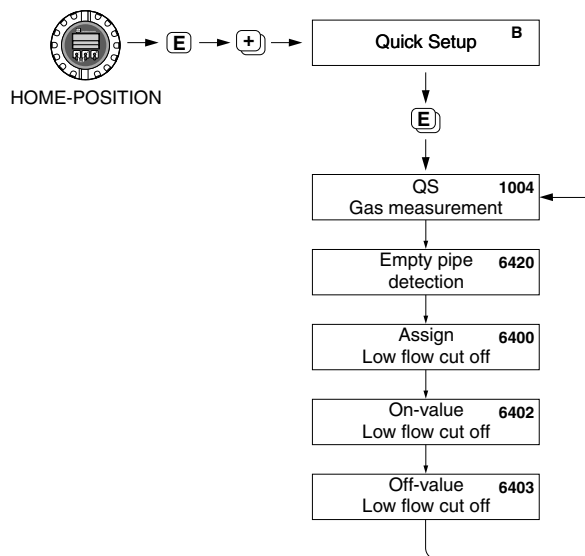 E
+
Quick Setup
B
HOME-POSITION
E
QS
1004
Gas measurement
Empty pipe
6420
detection
Assign
6400
Low flow cut off
On-value
6402
Low flow cut off
Off-value
6403
Low flow cut off